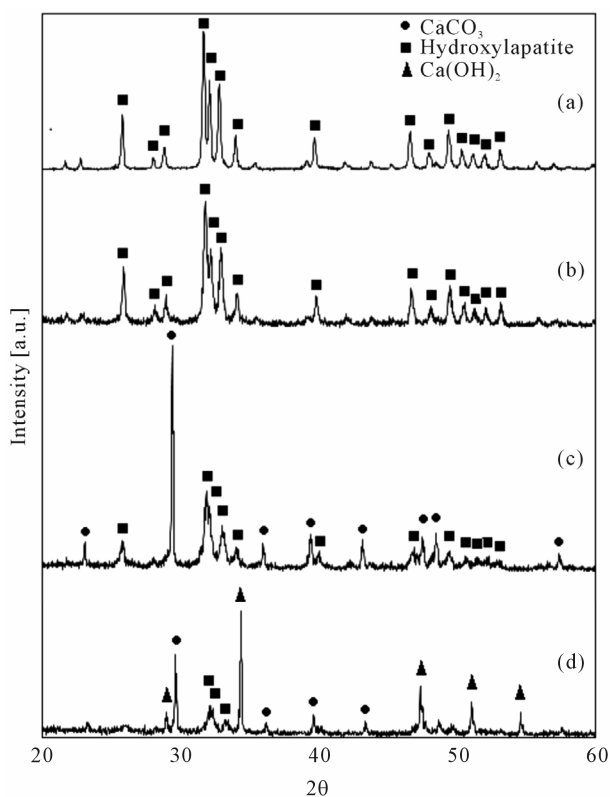 CaCO3
Hydroxylapatite
Ca(OH)2
(a)
(b)
(c)
(d)
Intensity [a.u.]
20 30 40 50 60
2θ